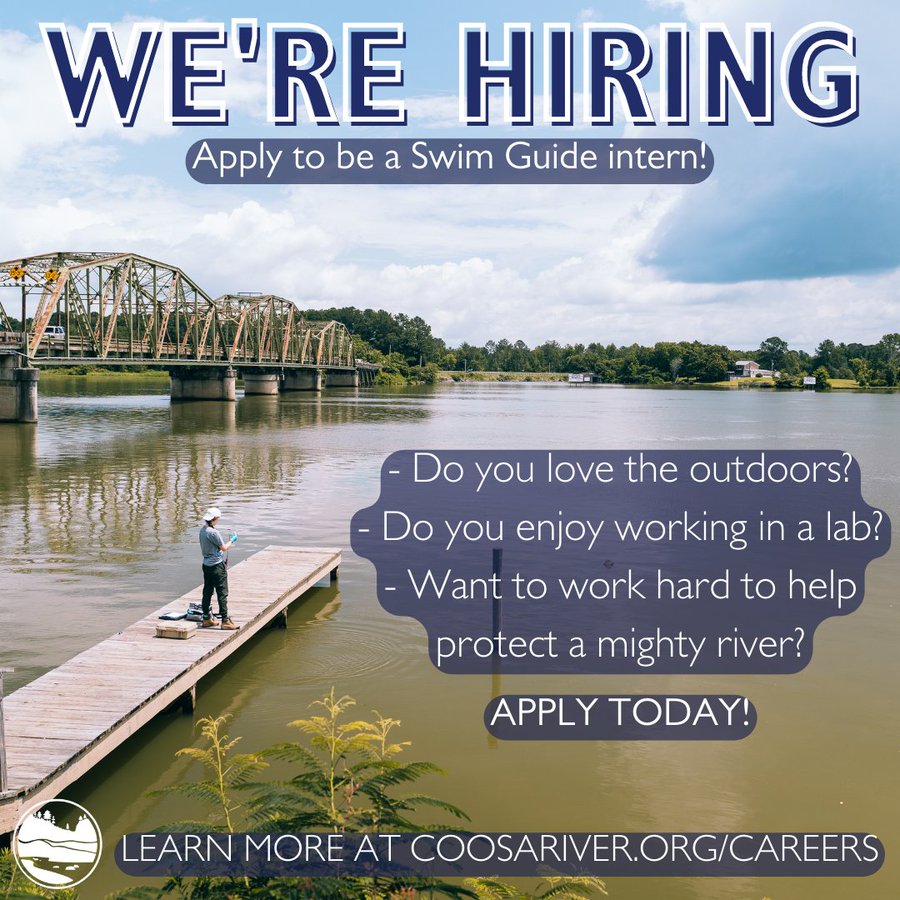 WE'RE HIRING
Apply to be a Swim Guide intern!
- Do you love the outdoors?
- Do you enjoy working in a lab?
- Want to work hard to help
protect a mighty river?
APPLY TODAY!
LEARN MORE AT COOSARIVER.ORG/CAREERS